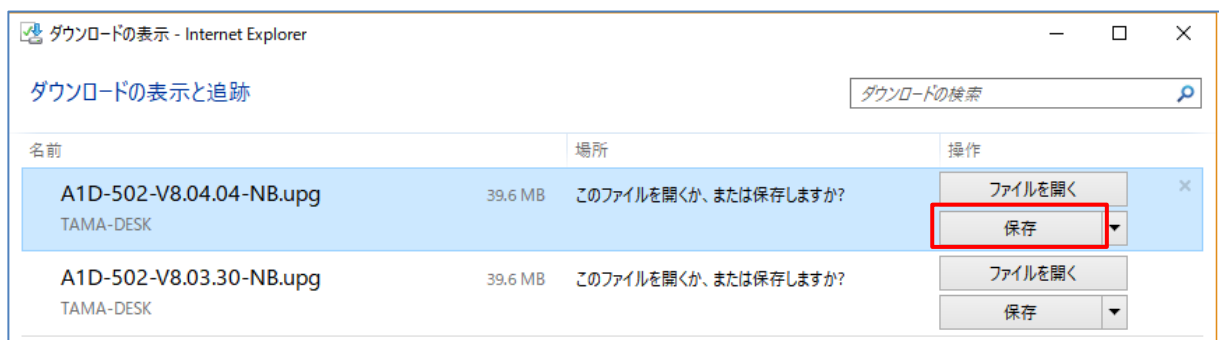 ダウンロードの表示 - Internet Explorer
ダウンロードの表示と追跡
ダウンロードの検索
名前 場所 操作
A1D-502-V8.04.04-NB.upg 39.6 MB このファイルを開くか、または保存しますか? ファイルを開く
TAMA-DESK 保存
A1D-502-V8.03.30-NB.upg 39.6 MB このファイルを開くか、または保存しますか? ファイルを開く
TAMA-DESK 保存